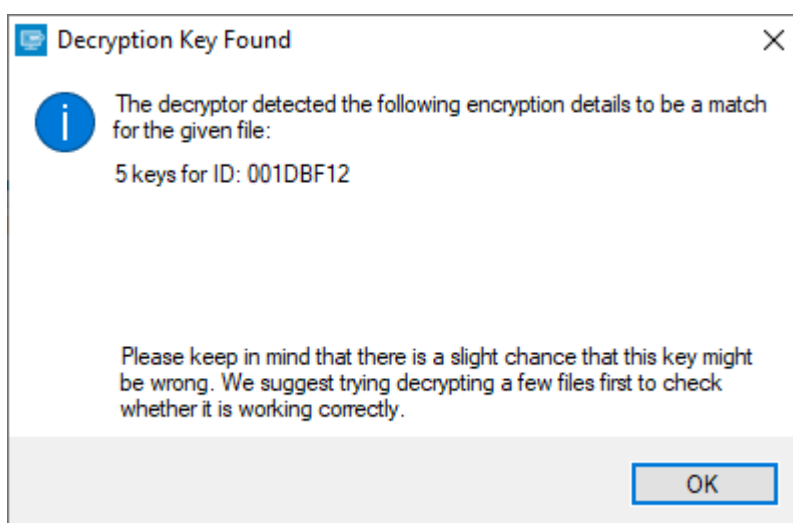 Decryption Key Found
The decryptor detected the following encryption details to be a match
for the given file:
5 keys for ID: 001DBF12
Please keep in mind that there is a slight chance that this key might
be wrong. We suggest trying decrypting a few files first to check
whether it is working correctly.
OK